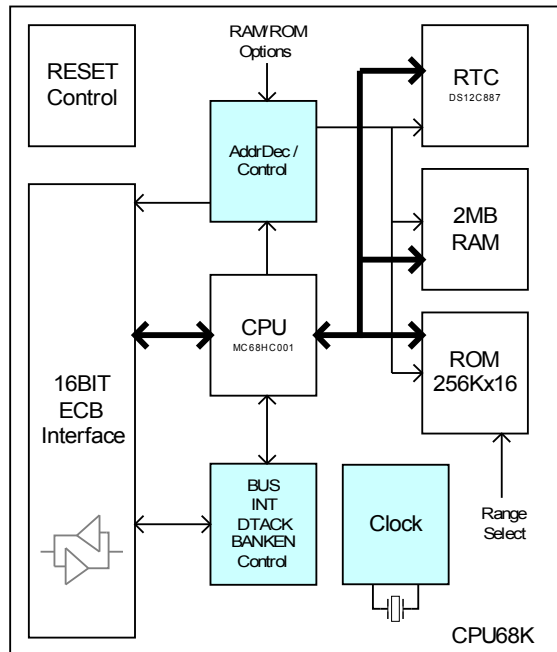 RESET
Control
RAM/ROM
Options
RTC
DS12C887
AddrDec /
Control
2MB
RAM
CPU
MC68HC001
ROM
256Kx16
16BIT
ECB
Interface
BUS
INT
DTACK
BANKEN
Control
Clock
Range
Select
CPU68K